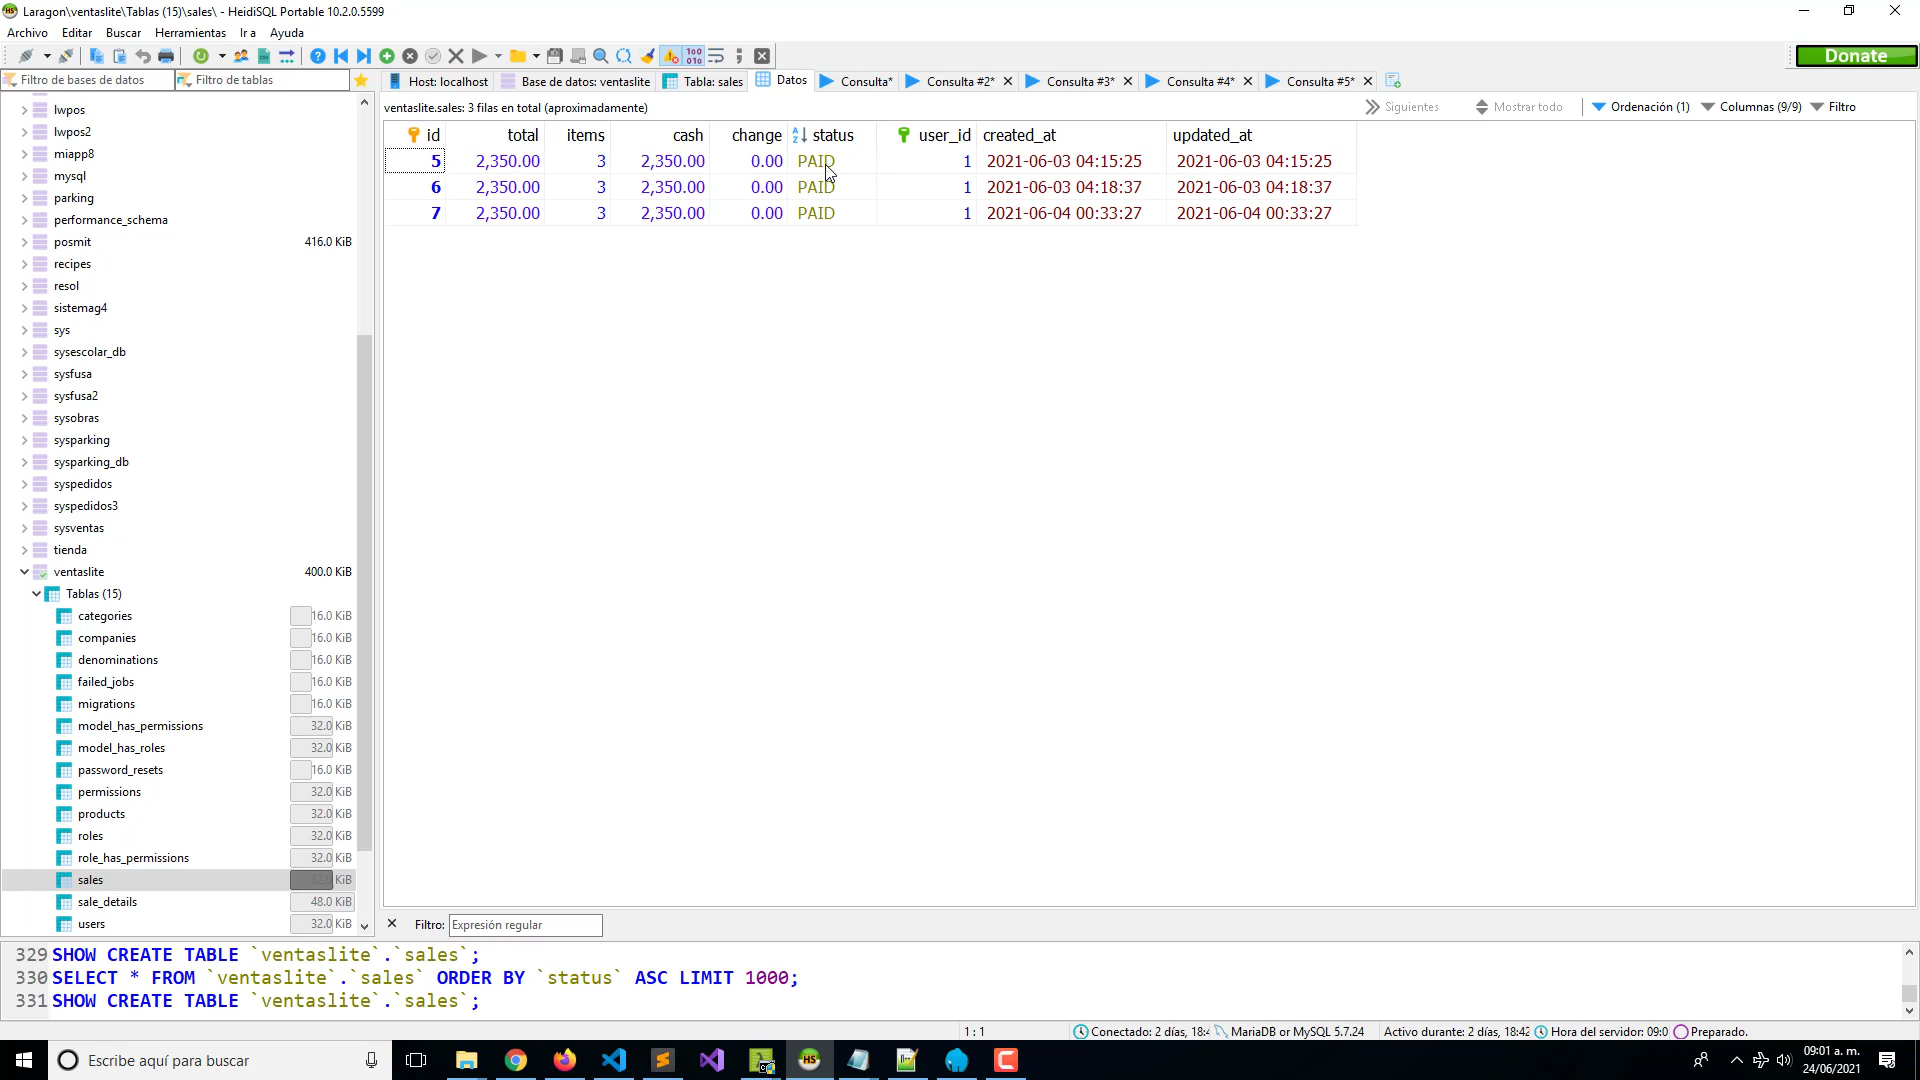 Laragon\ventaslite\Tablas (15)\sales\ - HeidiSQL Portable 10.2.0.5599
Archivo Editar Buscar Herramientas Ir a Ayuda
Donate
Filtro de bases de datos Filtro de tablas
Host: localhost Base de datos: ventaslite Tabla: sales Datos Consulta* Consulta #2* Consulta #3* Consulta #4* Consulta #5*
ventaslite.sales: 3 filas en total (aproximadamente) Siguientes Mostrar todo Ordenación (1) Columnas (9/9) Filtro
id total items cash change status user_id created_at updated_at
5 2,350.00 3 2,350.00 0.00 PAID 1 2021-06-03 04:15:25 2021-06-03 04:15:25
6 2,350.00 3 2,350.00 0.00 PAID 1 2021-06-03 04:18:37 2021-06-03 04:18:37
7 2,350.00 3 2,350.00 0.00 PAID 1 2021-06-04 00:33:27 2021-06-04 00:33:27
lwpos
lwpos2
miapp8
mysql
parking
performance_schema
posmit 416.0 KiB
recipes
resol
sistemag4
sys
sysescolar_db
sysfusa
sysfusa2
sysobras
sysparking
sysparking_db
syspedidos
syspedidos3
sysventas
tienda
ventaslite 400.0 KiB
Tablas (15)
categories 16.0 KiB
companies 16.0 KiB
denominations 16.0 KiB
failed_jobs 16.0 KiB
migrations 16.0 KiB
model_has_permissions 32.0 KiB
model_has_roles 32.0 KiB
password_resets 16.0 KiB
permissions 32.0 KiB
products 32.0 KiB
roles 32.0 KiB
role_has_permissions 32.0 KiB
sales KiB
sale_details 48.0 KiB
users 32.0 KiB
Filtro: Expresión regular
329 SHOW CREATE TABLE `ventaslite`.`sales`;
330 SELECT * FROM `ventaslite`.`sales` ORDER BY `status` ASC LIMIT 1000;
331 SHOW CREATE TABLE `ventaslite`.`sales`;
1 : 1 Conectado: 2 días, 18:4 MariaDB or MySQL 5.7.24 Activo durante: 2 días, 18:42 Hora del servidor: 09:0 Preparado.
Escribe aquí para buscar
09:01 a. m.
24/06/2021